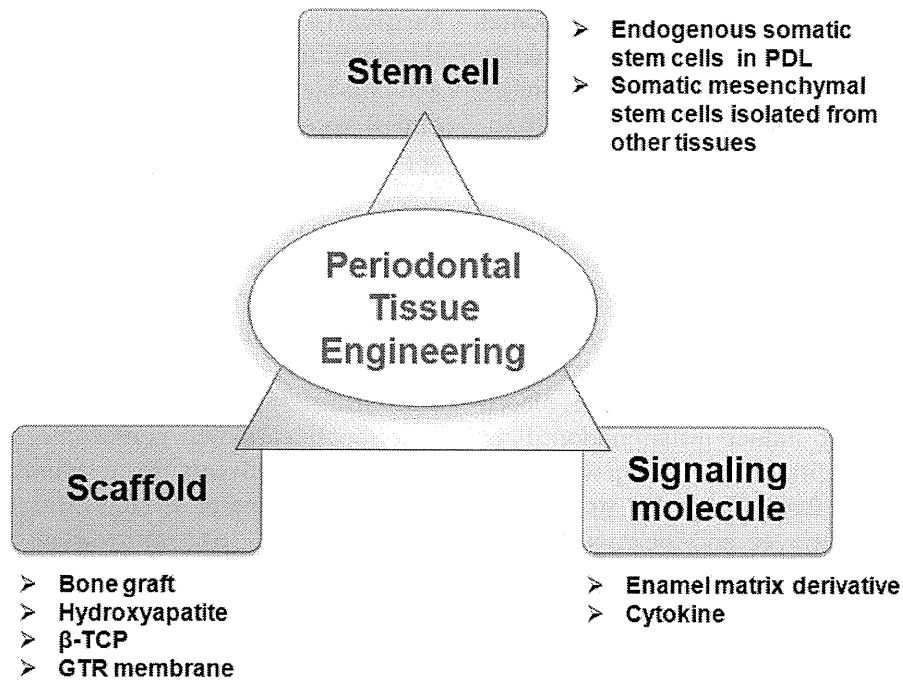 Stem cell
➢ Endogenous somatic
stem cells in PDL
➢ Somatic mesenchymal
stem cells isolated from
other tissues
Periodontal
Tissue
Engineering
Scaffold
➢ Bone graft
➢ Hydroxyapatite
➢ β-TCP
➢ GTR membrane
Signaling
molecule
➢ Enamel matrix derivative
➢ Cytokine